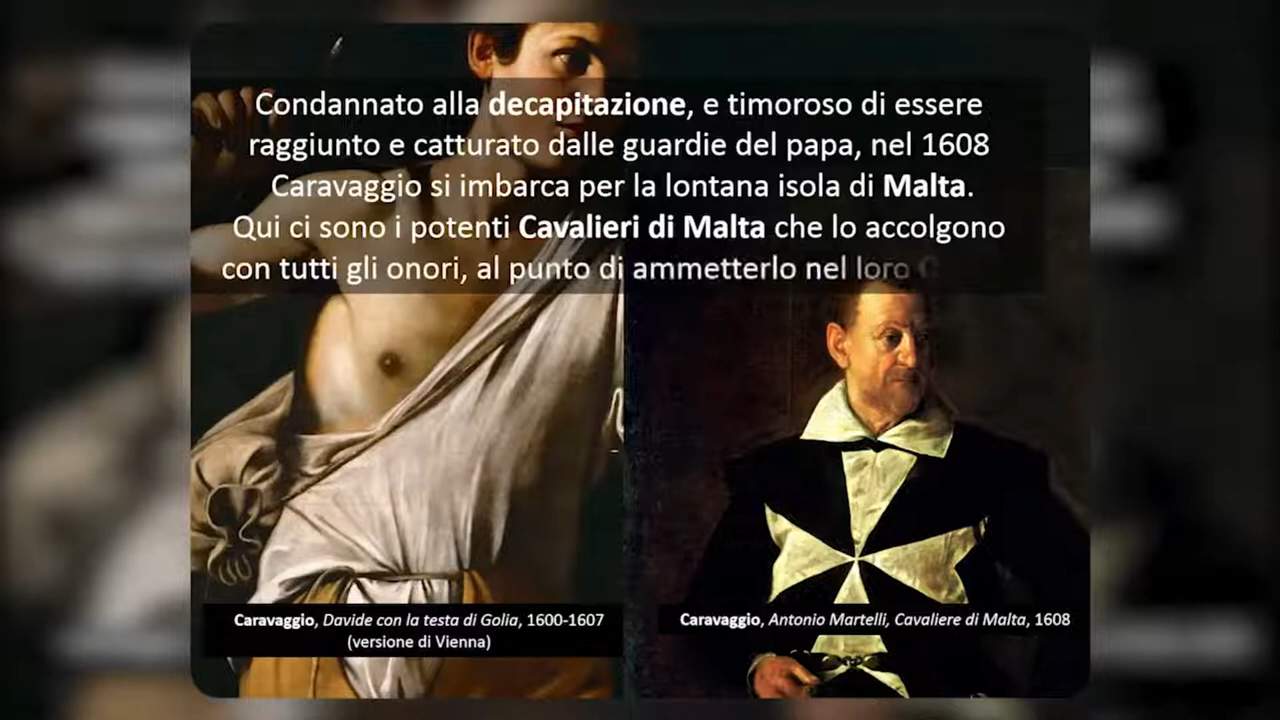 Condannato alla decapitazione, e timoroso di essere
raggiunto e catturato dalle guardie del papa, nel 1608
Caravaggio si imbarca per la lontana isola di Malta.
Qui ci sono i potenti Cavalieri di Malta che lo accolgono
con tutti gli onori, al punto di ammetterlo nel loro
Caravaggio, Davide con la testa di Golia, 1600-1607
(versione di Vienna)
Caravaggio, Antonio Martelli, Cavaliere di Malta, 1608